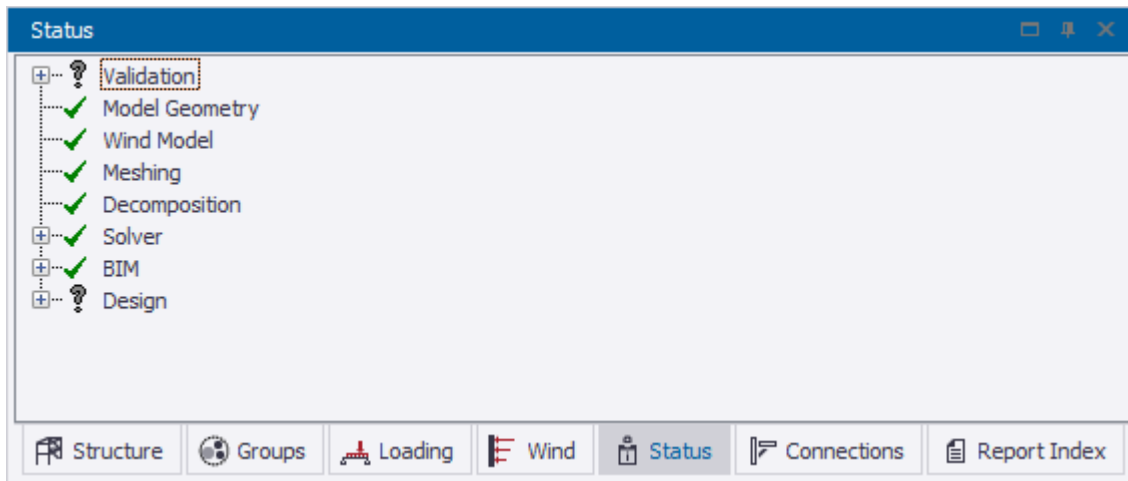 Status
Validation
Model Geometry
Wind Model
Meshing
Decomposition
Solver
BIM
Design
Structure Groups Loading Wind Status Connections Report Index